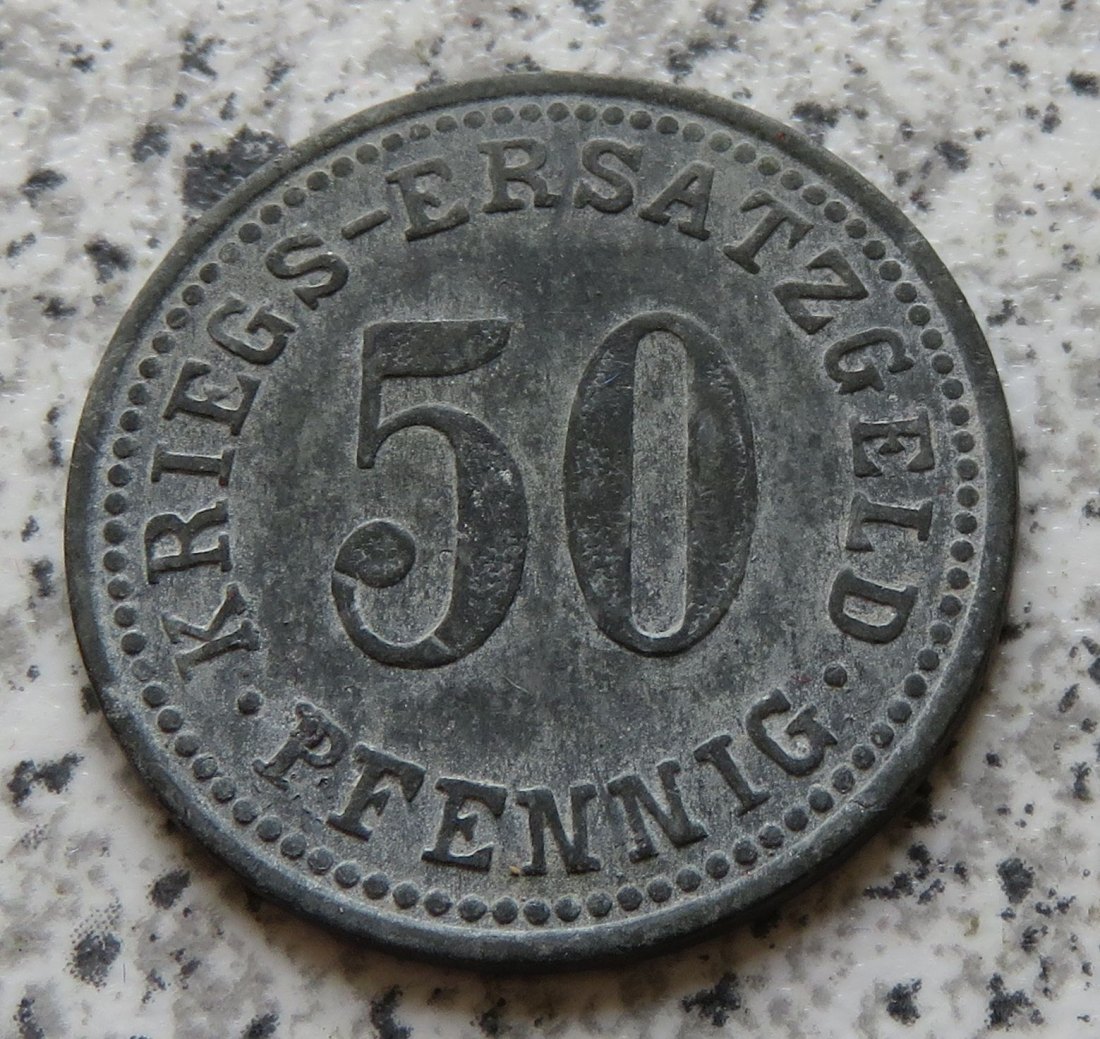 KRIEGS-ERSATZGELD
50
· PFENNIG ·